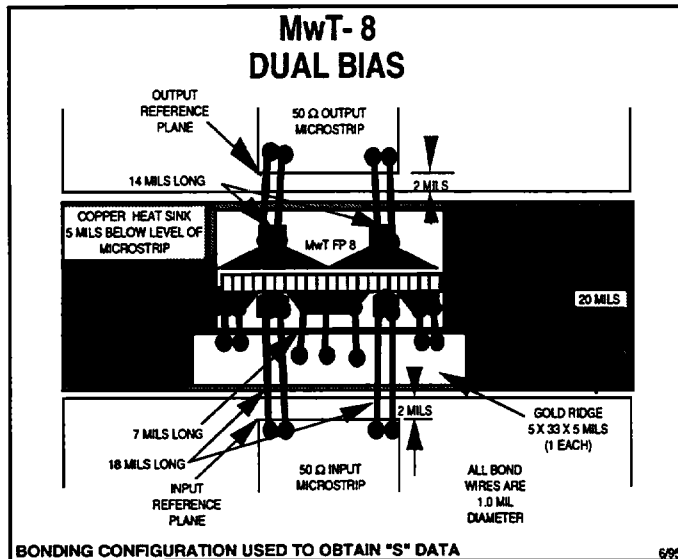 MwT- 8
DUAL BIAS
OUTPUT
REFERENCE
PLANE
50 Ω OUTPUT
MICROSTRIP
14 MILS LONG
2 MILS
COPPER HEAT SINK
5 MILS BELOW LEVEL OF
MICROSTRIP
MwT FP 8
20 MILS
7 MILS LONG
18 MILS LONG
INPUT
REFERENCE
PLANE
50 Ω INPUT
MICROSTRIP
2 MILS
GOLD RIDGE
5 X 33 X 5 MILS
(1 EACH)
ALL BOND
WIRES ARE
1.0 MIL
DIAMETER
BONDING CONFIGURATION USED TO OBTAIN "S" DATA